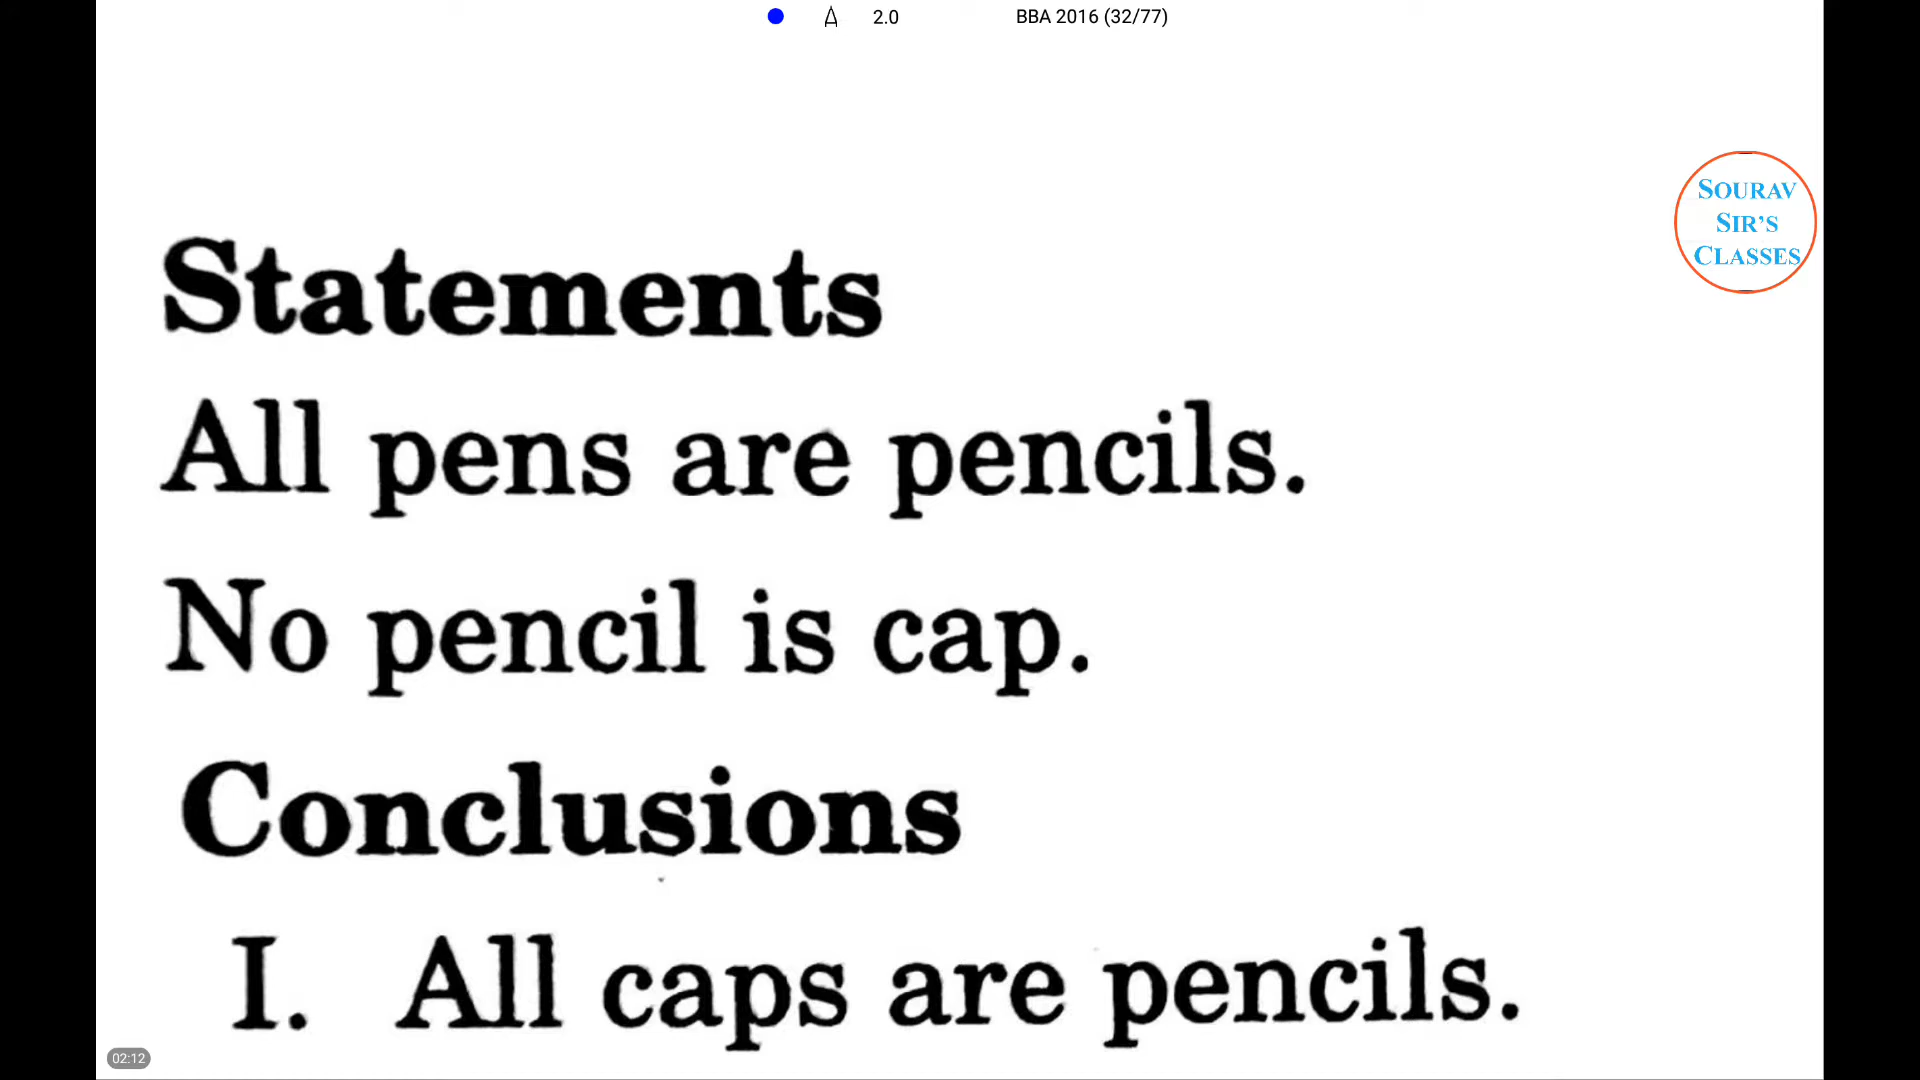 2.0 BBA 2016 (32/77)
SOURAV
SIR'S
CLASSES
Statements
All pens are pencils.
No pencil is cap.
Conclusions
I. All caps are pencils.
02:12